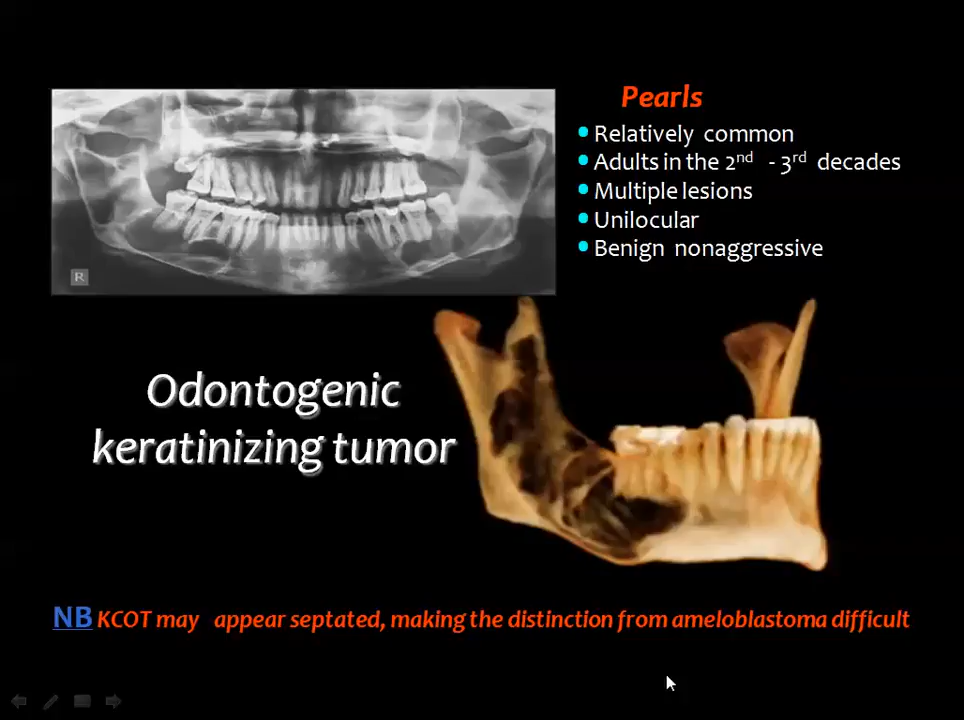 Pearls
Relatively common
Adults in the 2nd - 3rd decades
Multiple lesions
Unilocular
Benign nonaggressive
R
Odontogenic
keratinizing tumor
NB KCOT may appear septated, making the distinction from ameloblastoma difficult